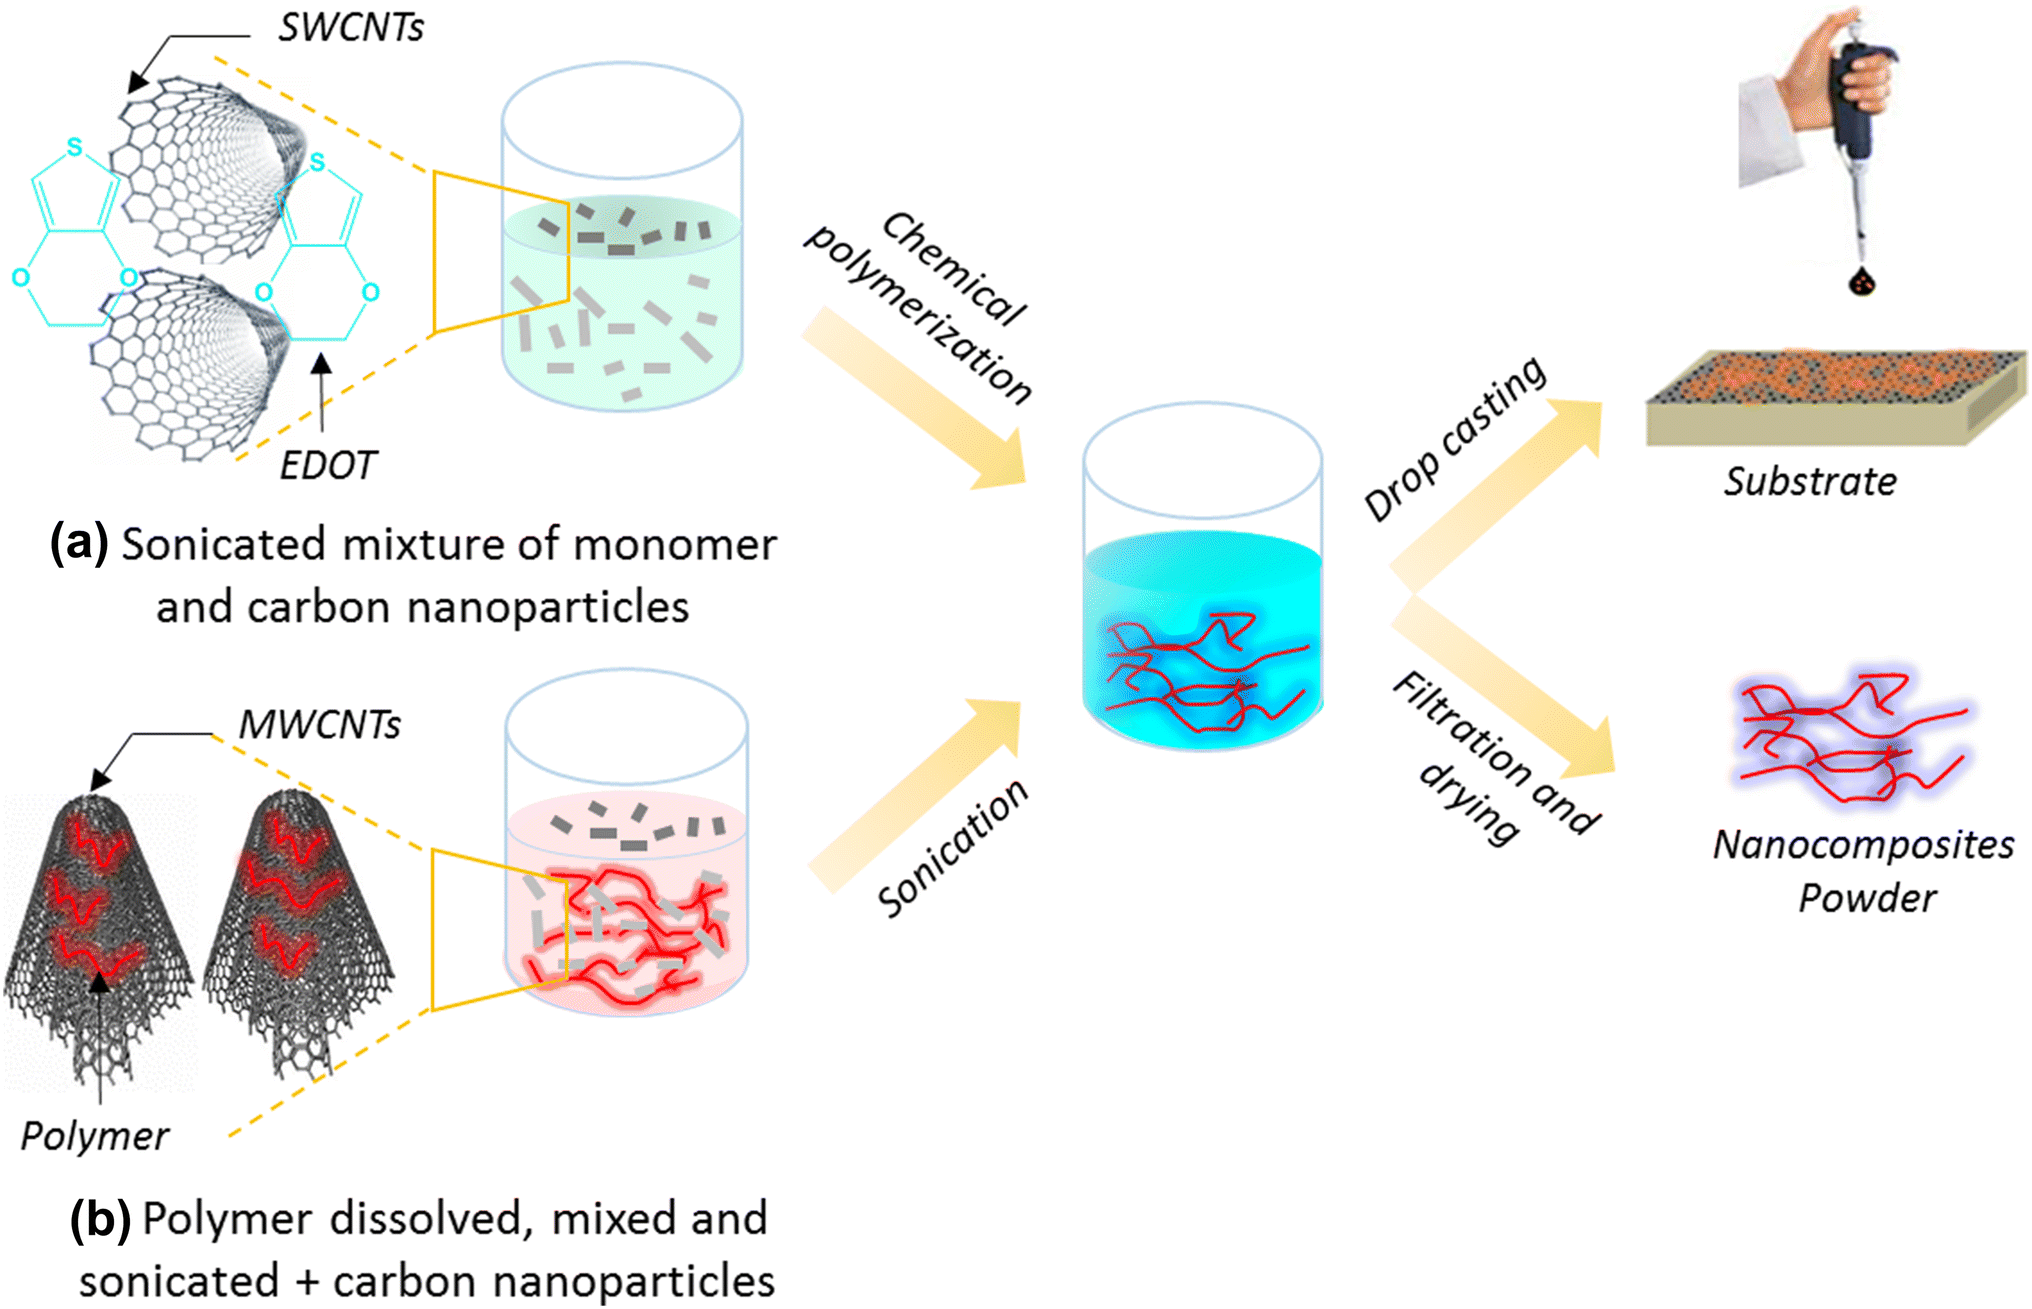 SWCNTs
S
S
O
O
O
O
EDOT
(a) Sonicated mixture of monomer
and carbon nanoparticles
Chemical
polymerization
MWCNTs
Polymer
(b) Polymer dissolved, mixed and
sonicated + carbon nanoparticles
Sonication
Drop casting
Substrate
Filtration and
drying
Nanocomposites
Powder